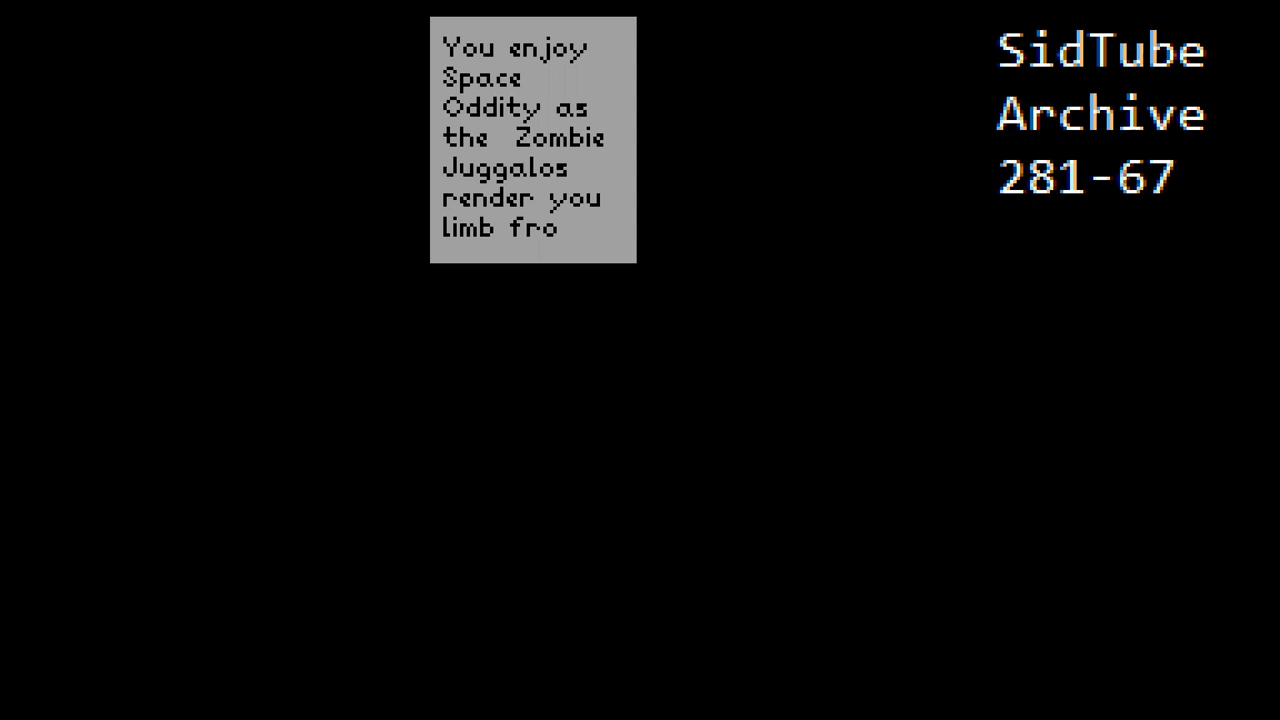 You enjoy
Space
Oddity as
the  Zombie
Juggalos
render you
limb fro
SidTube
Archive
281-67